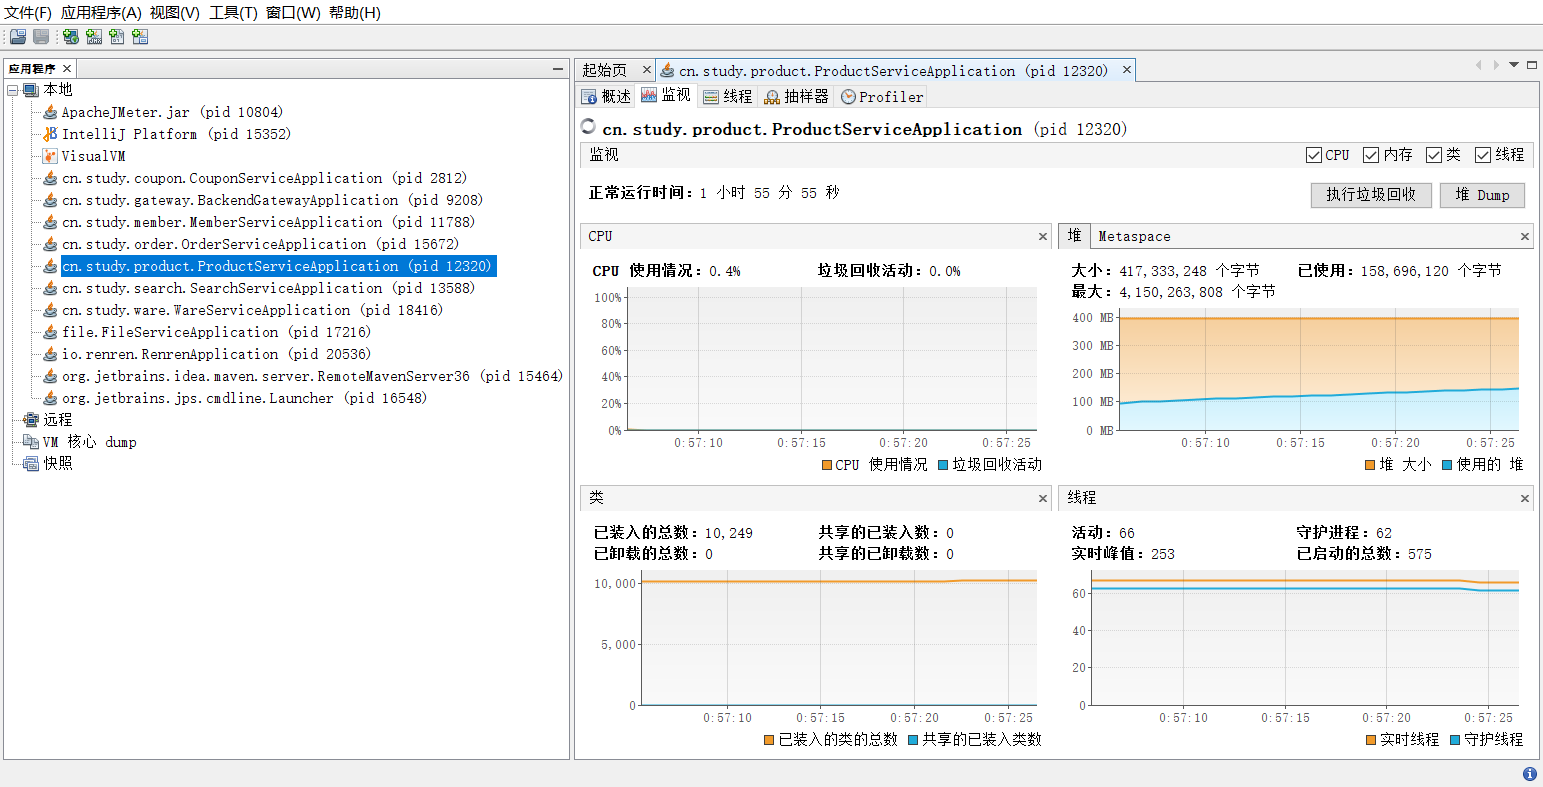 文件(F) 应用程序(A) 视图(V) 工具(T) 窗口(W) 帮助(H)
应用程序
本地
ApacheJMeter.jar (pid 10804)
IntelliJ Platform (pid 15352)
VisualVM
cn.study.coupon.CouponServiceApplication (pid 2812)
cn.study.gateway.BackendGatewayApplication (pid 9208)
cn.study.member.MemberServiceApplication (pid 11788)
cn.study.order.OrderServiceApplication (pid 15672)
cn.study.product.ProductServiceApplication (pid 12320)
cn.study.search.SearchServiceApplication (pid 13588)
cn.study.ware.WareServiceApplication (pid 18416)
file.FileServiceApplication (pid 17216)
io.renren.RenrenApplication (pid 20536)
org.jetbrains.idea.maven.server.RemoteMavenServer36 (pid 15464)
org.jetbrains.jps.cmdline.Launcher (pid 16548)
远程
VM 核心 dump
快照
起始页 cn.study.product.ProductServiceApplication (pid 12320)
概述 监视 线程 抽样器 Profiler
cn.study.product.ProductServiceApplication (pid 12320)
监视 CPU 内存 类 线程
正常运行时间: 1 小时 55 分 55 秒 执行垃圾回收 堆 Dump
CPU
CPU 使用情况: 0.4% 垃圾回收活动: 0.0%
100%
80%
60%
40%
20%
0%
0:57:10 0:57:15 0:57:20 0:57:25
CPU 使用情况 垃圾回收活动
堆 Metaspace
大小: 417,333,248 个字节 已使用: 158,696,120 个字节
最大: 4,150,263,808 个字节
400 MB
300 MB
200 MB
100 MB
0 MB
0:57:10 0:57:15 0:57:20 0:57:25
堆 大小 使用的 堆
类
已装入的总数: 10,249 共享的已装入数: 0
已卸载的总数: 0 共享的已卸载数: 0
10,000
5,000
0
0:57:10 0:57:15 0:57:20 0:57:25
已装入的类的总数 共享的已装入类数
线程
活动: 66 守护进程: 62
实时峰值: 253 已启动的总数: 575
60
40
20
0
0:57:10 0:57:15 0:57:20 0:57:25
实时线程 守护线程